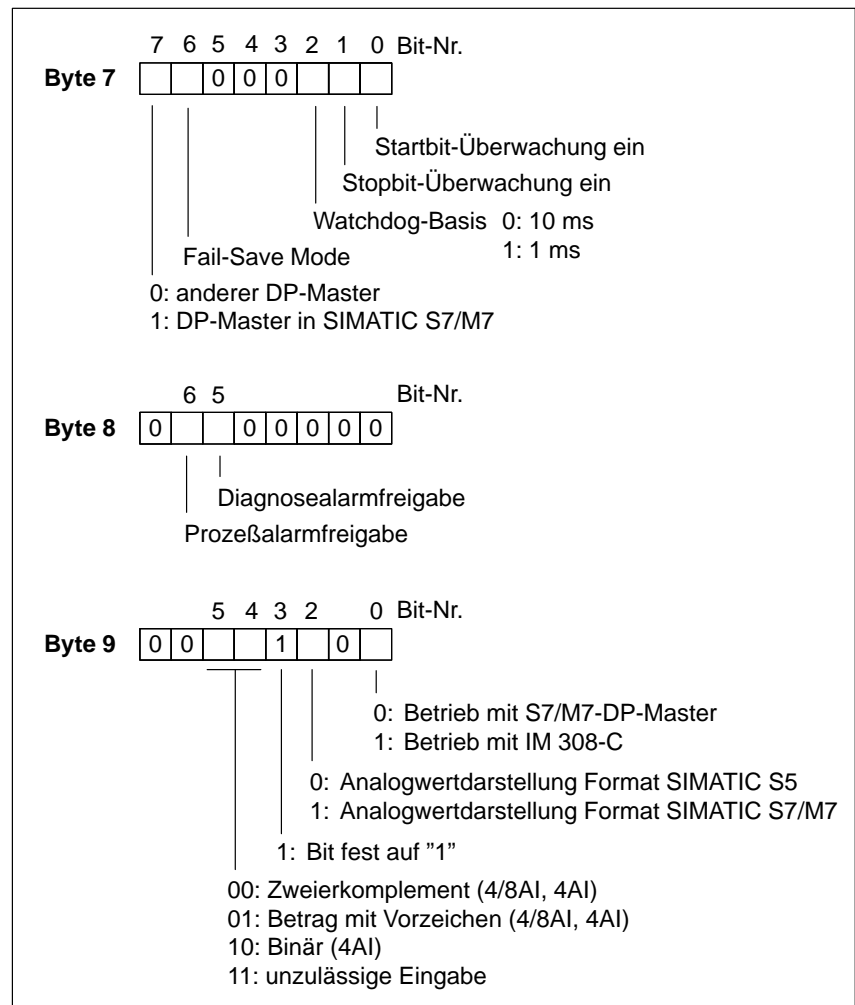 7 6 5 4 3 2 1 0 Bit-Nr.
Byte 7 0 0 0
Startbit-Überwachung ein
Stopbit-Überwachung ein
Watchdog-Basis 0: 10 ms
1: 1 ms
Fail-Save Mode
0: anderer DP-Master
1: DP-Master in SIMATIC S7/M7
6 5 Bit-Nr.
Byte 8 0 0 0 0 0 0
Diagnosealarmfreigabe
Prozeßalarmfreigabe
5 4 3 2 0 Bit-Nr.
Byte 9 0 0 1 0
0: Betrieb mit S7/M7-DP-Master
1: Betrieb mit IM 308-C
0: Analogwertdarstellung Format SIMATIC S5
1: Analogwertdarstellung Format SIMATIC S7/M7
1: Bit fest auf ”1”
00: Zweierkomplement (4/8AI, 4AI)
01: Betrag mit Vorzeichen (4/8AI, 4AI)
10: Binär (4AI)
11: unzulässige Eingabe